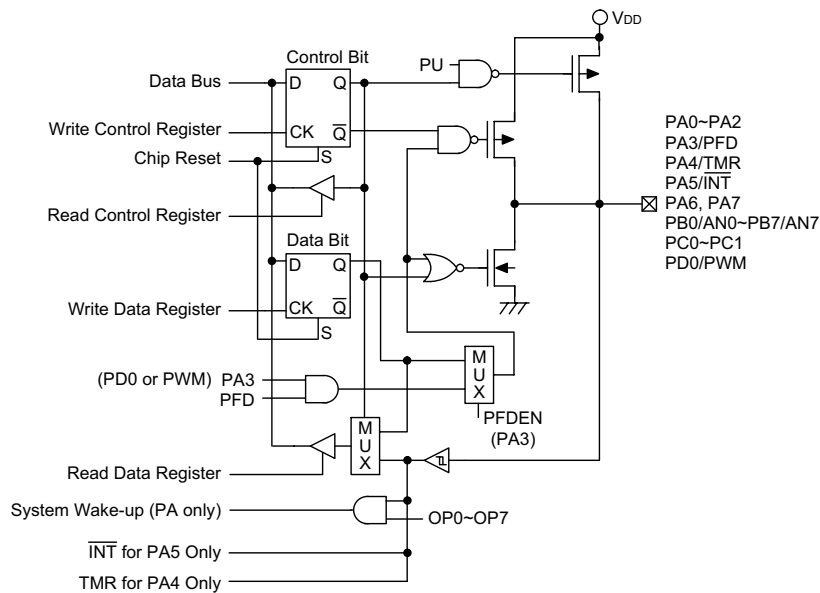 VDD
Control Bit
PU
Data Bus
D Q
Write Control Register
CK Q̅
Chip Reset
S
PA0~PA2
PA3/PFD
PA4/TMR
PA5/I̅N̅T̅
PA6, PA7
PB0/AN0~PB7/AN7
PC0~PC1
PD0/PWM
Read Control Register
Data Bit
D Q
Write Data Register
CK Q̅
S
(PD0 or PWM) PA3
PFD
MUX
PFDEN
(PA3)
MUX
Read Data Register
System Wake-up (PA only)
OP0~OP7
I̅N̅T̅ for PA5 Only
TMR for PA4 Only